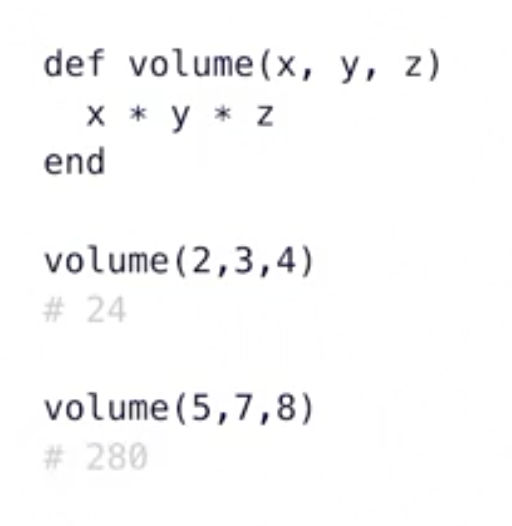 def volume(x, y, z)
  x * y * z
end

volume(2,3,4)
# 24

volume(5,7,8)
# 280